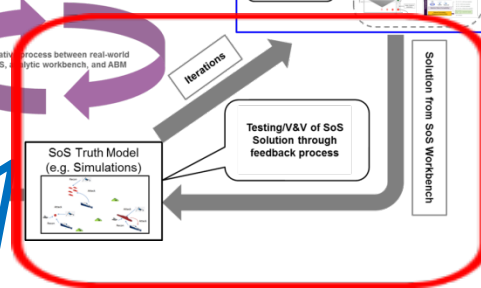 process between real-world
analytic workbench, and ABM
Iterations
Testing/V&V of SoS
Solution through
feedback process
Solution from SoS Workbench
SoS Truth Model
(e.g. Simulations)